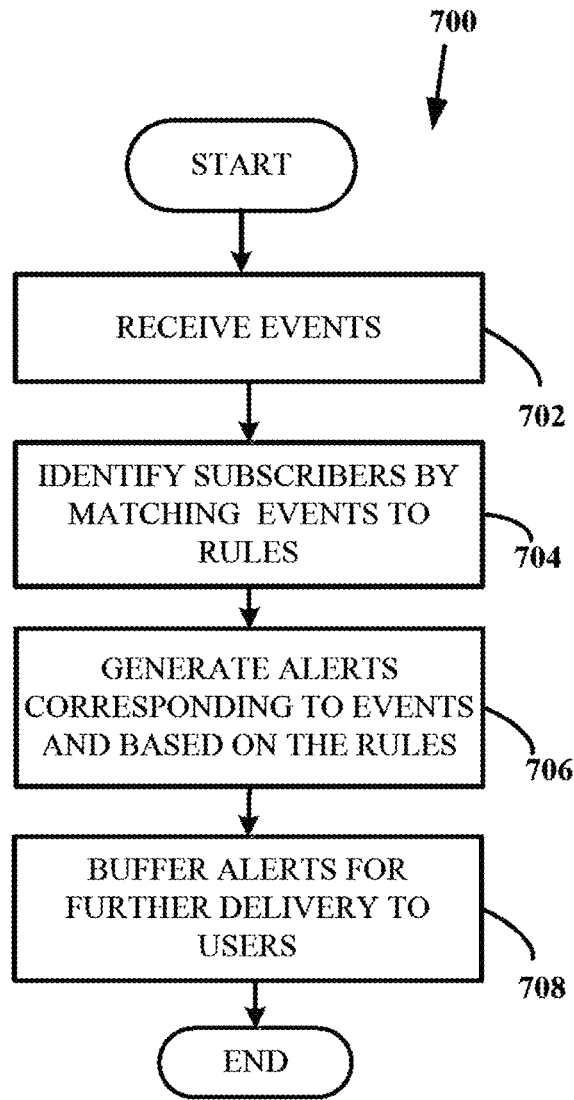 700
START
RECEIVE EVENTS
702
IDENTIFY SUBSCRIBERS BY
MATCHING EVENTS TO
RULES
704
GENERATE ALERTS
CORRESPONDING TO EVENTS
AND BASED ON THE RULES
706
BUFFER ALERTS FOR
FURTHER DELIVERY TO
USERS
708
END